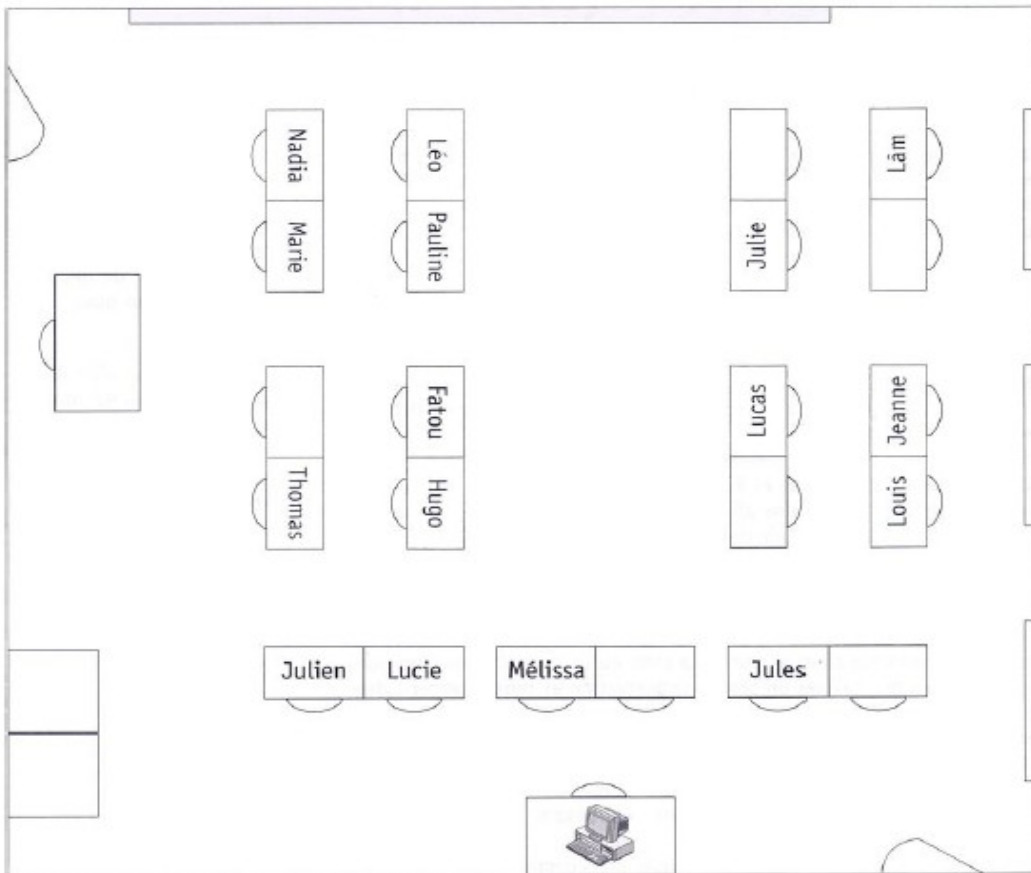 Nadia
Léo
Lâm
Marie
Pauline
Julie
Fatou
Lucas
Jeanne
Thomas
Hugo
Louis
Julien
Lucie
Mélissa
Jules